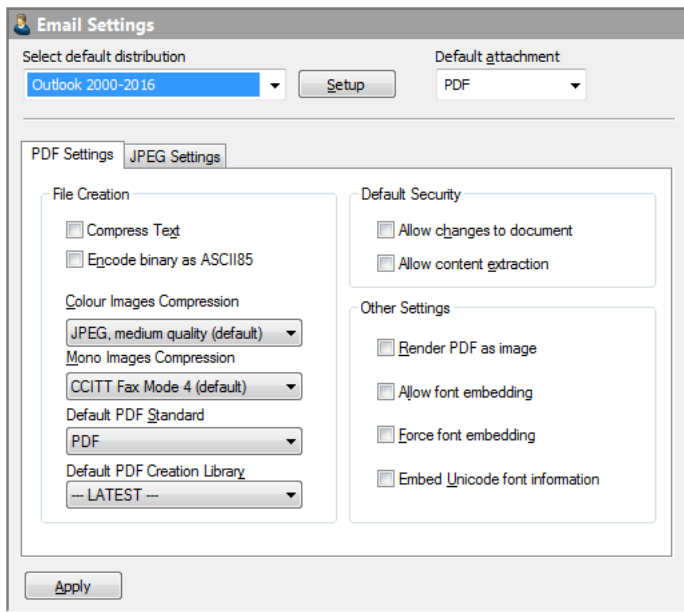 Email Settings
Select default distribution
Default attachment
Outlook 2000-2016
Setup
PDF
PDF Settings
JPEG Settings
File Creation
Compress Text
Encode binary as ASCII85
Colour Images Compression
JPEG, medium quality (default)
Mono Images Compression
CCITT Fax Mode 4 (default)
Default PDF Standard
PDF
Default PDF Creation Library
--- LATEST ---
Default Security
Allow changes to document
Allow content extraction
Other Settings
Render PDF as image
Allow font embedding
Force font embedding
Embed Unicode font information
Apply